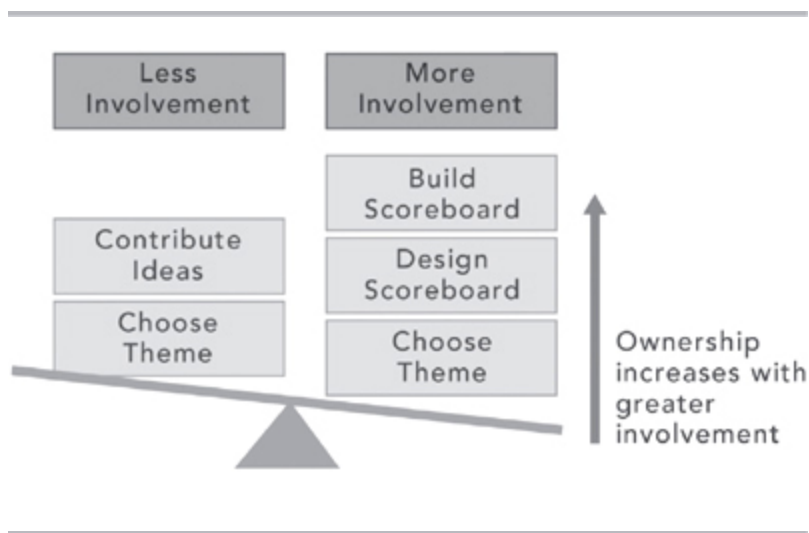 Less
Involvement
More
Involvement
Contribute
Ideas
Choose
Theme
Build
Scoreboard
Design
Scoreboard
Choose
Theme
Ownership
increases with
greater
involvement